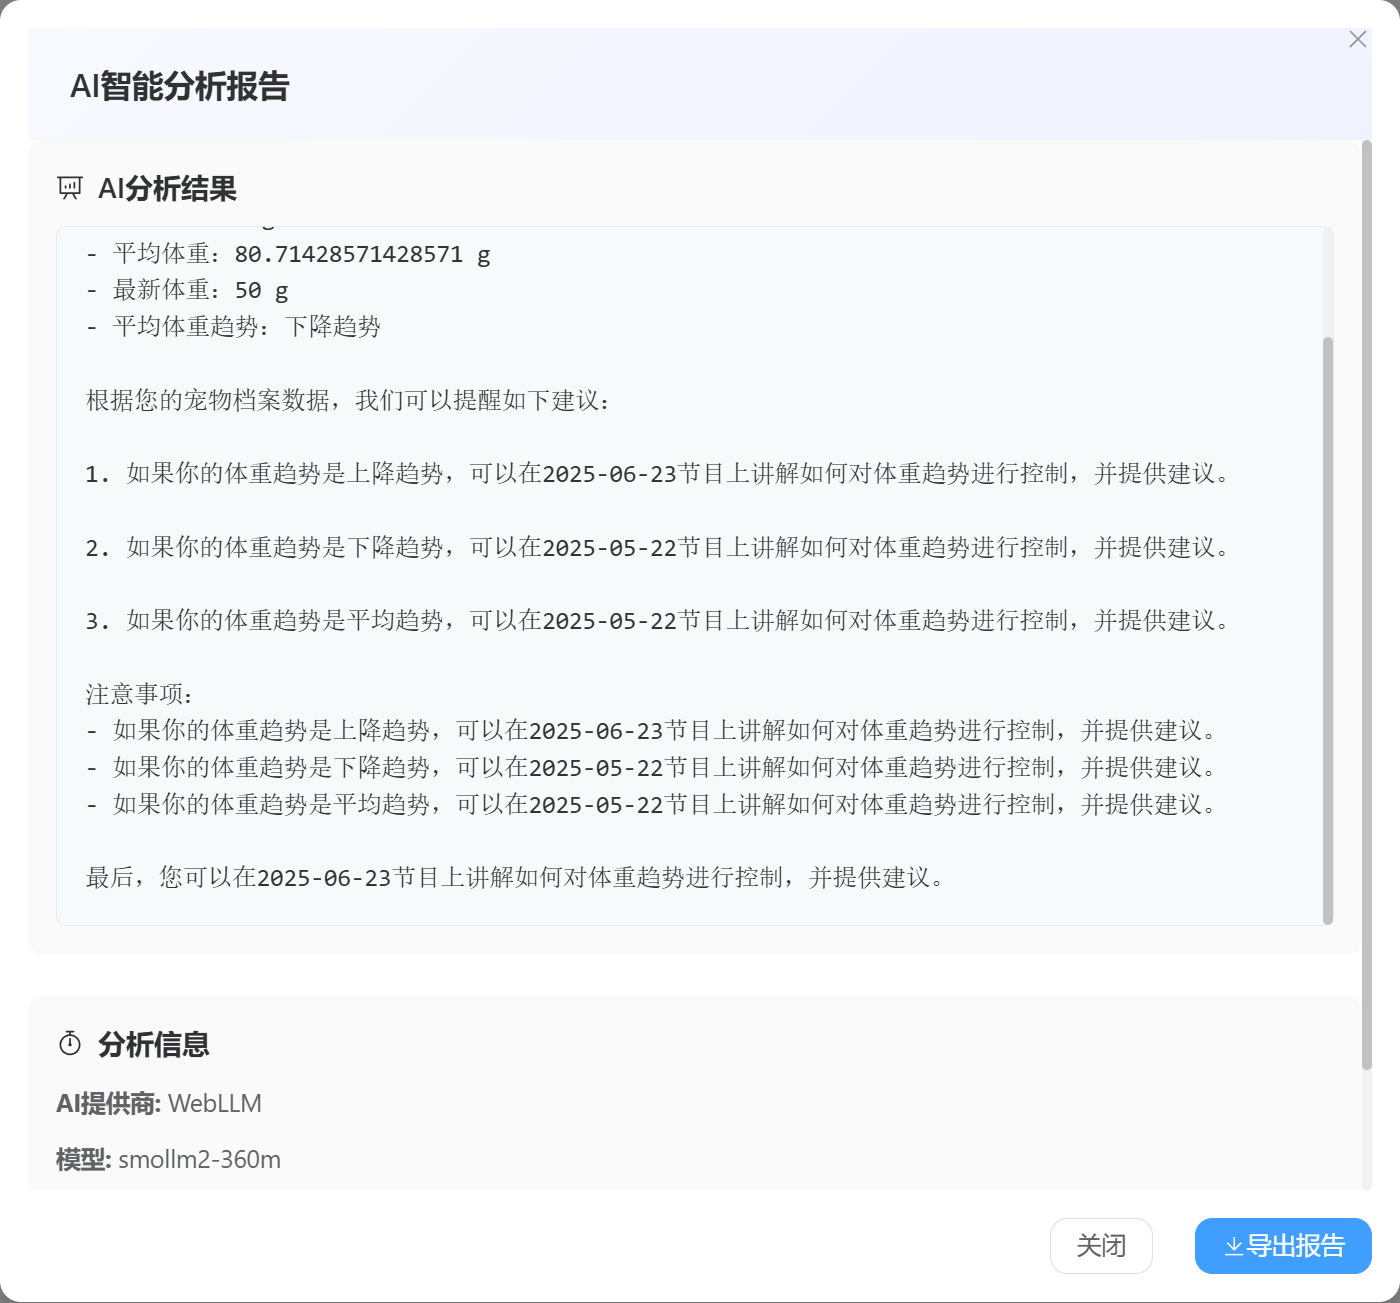 AI智能分析报告
AI分析结果
- 平均体重：80.71428571428571 g
- 最新体重：50 g
- 平均体重趋势：下降趋势
根据您的宠物档案数据，我们可以提醒如下建议：
1. 如果你的体重趋势是上升趋势，可以在2025-06-23节目上讲解如何对体重趋势进行控制，并提供建议。
2. 如果你的体重趋势是下降趋势，可以在2025-05-22节目上讲解如何对体重趋势进行控制，并提供建议。
3. 如果你的体重趋势是平均趋势，可以在2025-05-22节目上讲解如何对体重趋势进行控制，并提供建议。
注意事项：
- 如果你的体重趋势是上升趋势，可以在2025-06-23节目上讲解如何对体重趋势进行控制，并提供建议。
- 如果你的体重趋势是下降趋势，可以在2025-05-22节目上讲解如何对体重趋势进行控制，并提供建议。
- 如果你的体重趋势是平均趋势，可以在2025-05-22节目上讲解如何对体重趋势进行控制，并提供建议。
最后，您可以在2025-06-23节目上讲解如何对体重趋势进行控制，并提供建议。
分析信息
AI提供商: WebLLM
模型: smollm2-360m
关闭
导出报告